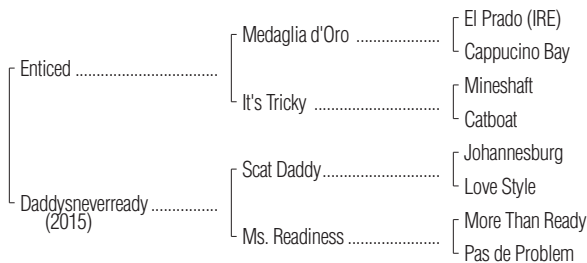 El Prado (IRE)
Medaglia d'Oro ....................
Cappucino Bay
Enticed ...................................
Mineshaft
It's Tricky ...........................
Catboat
Johannesburg
Scat Daddy ...........................
Love Style
Daddysneverready ................
(2015)
More Than Ready
Ms. Readiness ....................
Pas de Problem